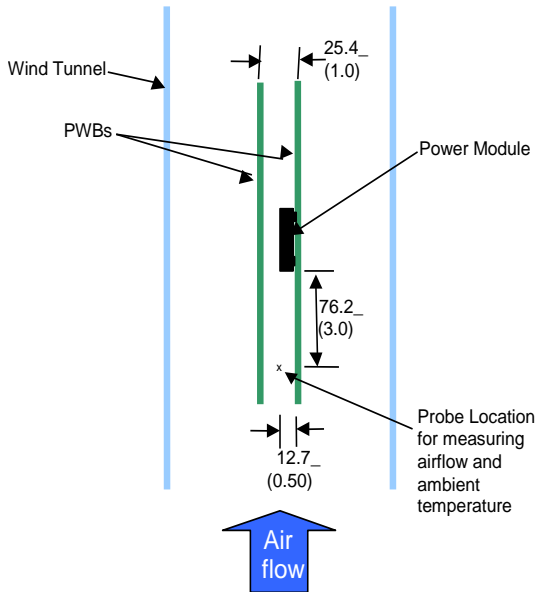 25.4_
(1.0)
Wind Tunnel
PWBs
Power Module
76.2_
(3.0)
x
Probe Location
for measuring
airflow and
ambient
temperature
12.7_
(0.50)
Air
flow